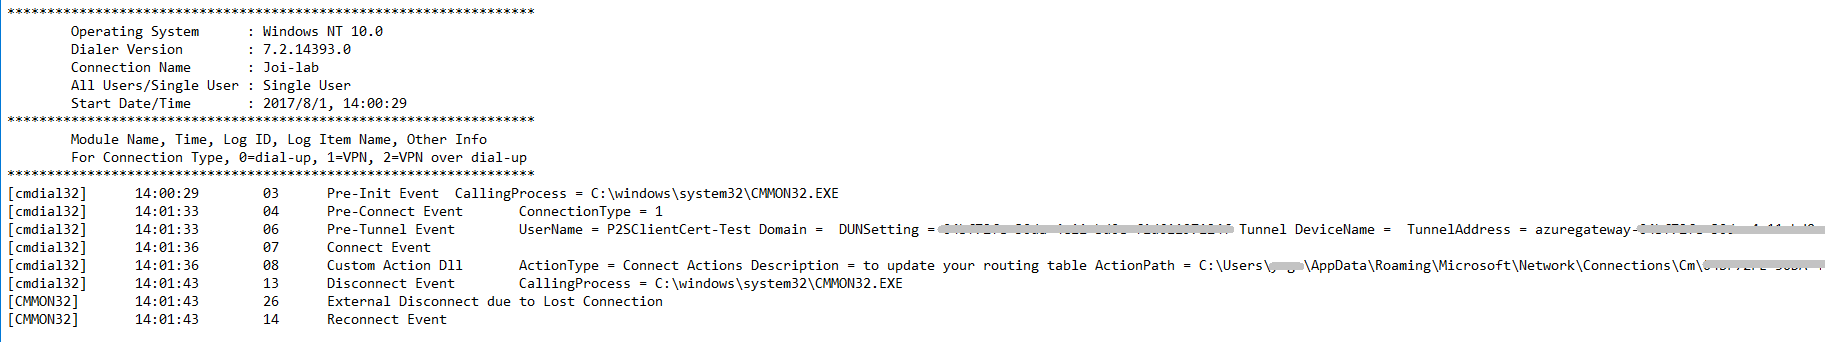 ******************************************************************
Operating System : Windows NT 10.0
Dialer Version : 7.2.14393.0
Connection Name : Joi-lab
All Users/Single User : Single User
Start Date/Time : 2017/8/1, 14:00:29
******************************************************************
Module Name, Time, Log ID, Log Item Name, Other Info
For Connection Type, 0=dial-up, 1=VPN, 2=VPN over dial-up
******************************************************************
[cmdial32] 14:00:29 03 Pre-Init Event CallingProcess = C:\windows\system32\CMMON32.EXE
[cmdial32] 14:01:33 04 Pre-Connect Event ConnectionType = 1
[cmdial32] 14:01:33 06 Pre-Tunnel Event UserName = P2SClientCert-Test Domain = DUNSetting = Tunnel DeviceName = TunnelAddress = azuregateway-
[cmdial32] 14:01:36 07 Connect Event
[cmdial32] 14:01:36 08 Custom Action Dll ActionType = Connect Actions Description = to update your routing table ActionPath = C:\Users\ \AppData\Roaming\Microsoft\Network\Connections\Cm\
[cmdial32] 14:01:43 13 Disconnect Event CallingProcess = C:\windows\system32\CMMON32.EXE
[CMMON32] 14:01:43 26 External Disconnect due to Lost Connection
[CMMON32] 14:01:43 14 Reconnect Event